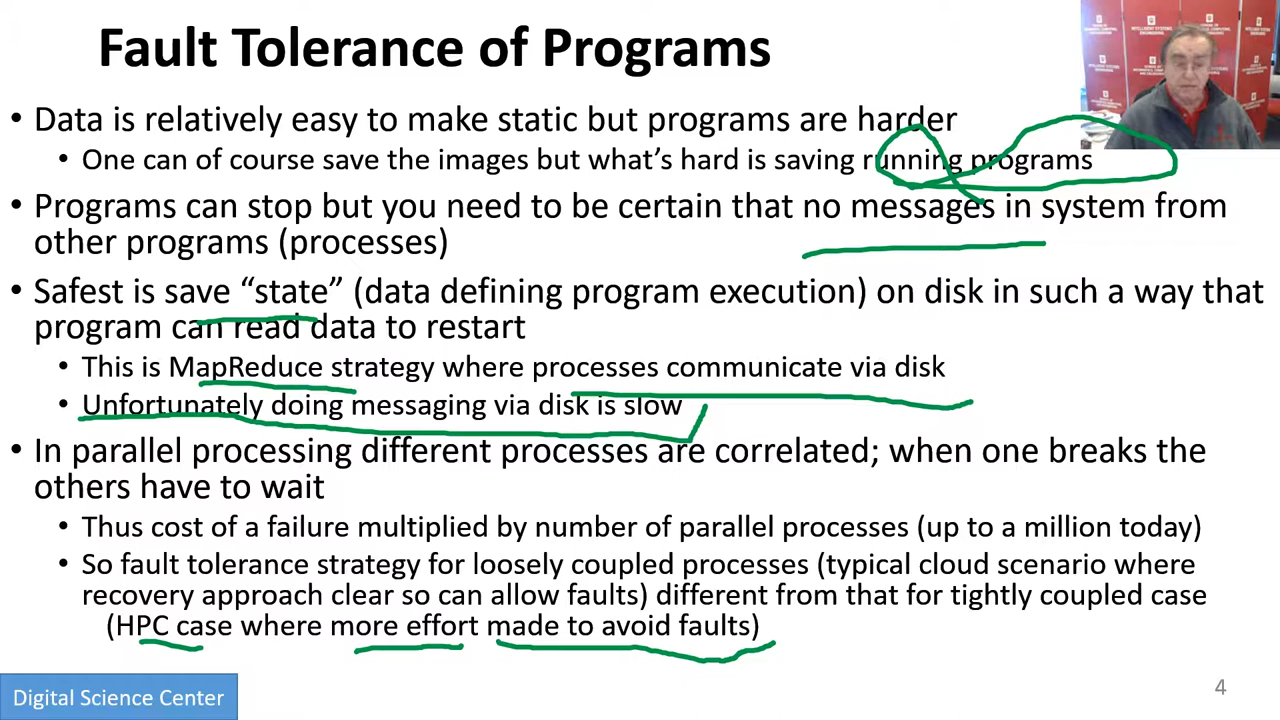 Fault Tolerance of Programs
• Data is relatively easy to make static but programs are harder
• One can of course save the images but what's hard is saving running programs
• Programs can stop but you need to be certain that no messages in system from
other programs (processes)
• Safest is save “state” (data defining program execution) on disk in such a way that
program can read data to restart
• This is MapReduce strategy where processes communicate via disk
• Unfortunately doing messaging via disk is slow
• In parallel processing different processes are correlated; when one breaks the
others have to wait
• Thus cost of a failure multiplied by number of parallel processes (up to a million today)
• So fault tolerance strategy for loosely coupled processes (typical cloud scenario where
recovery approach clear so can allow faults) different from that for tightly coupled case
(HPC case where more effort made to avoid faults)
Digital Science Center
4